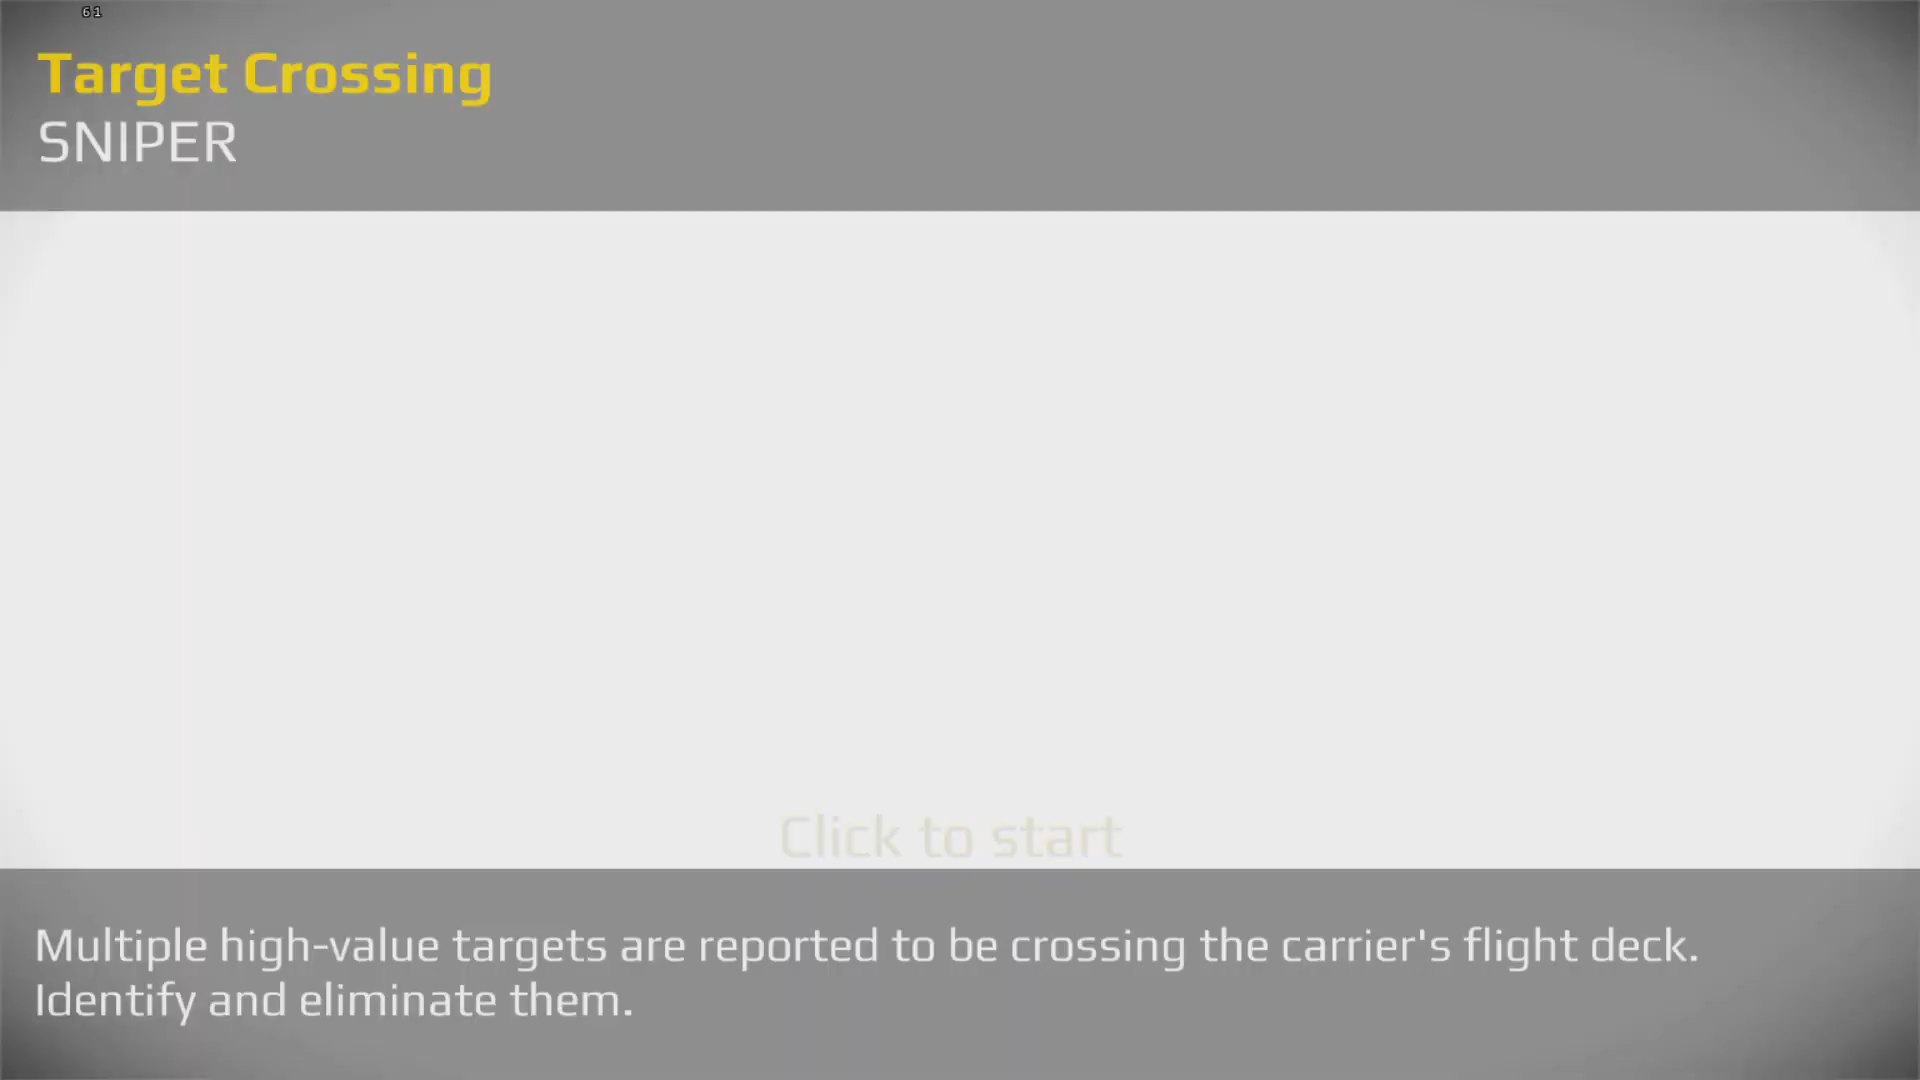 61
Target Crossing
SNIPER
Click to start
Multiple high-value targets are reported to be crossing the carrier's flight deck.
Identify and eliminate them.